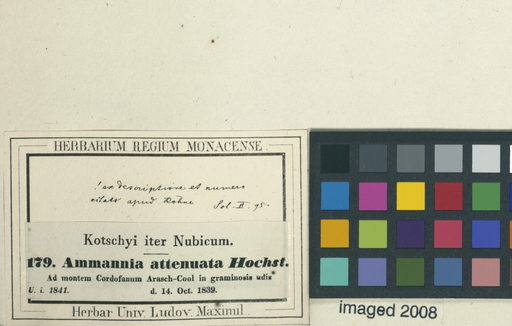 HERBARIUM REGIUM MONACENSE
! ex descriptione et numero
citato apud Koehne Sol. II. 95.
Kotschyi iter Nubicum.
179. Ammannia attenuata Hochst.
Ad montem Cordofanum Arasch-Cool in graminosis udis
U. i. 1841. d. 14. Oct. 1839.
Herbar Univ. Ludov. Maximil
imaged 2008